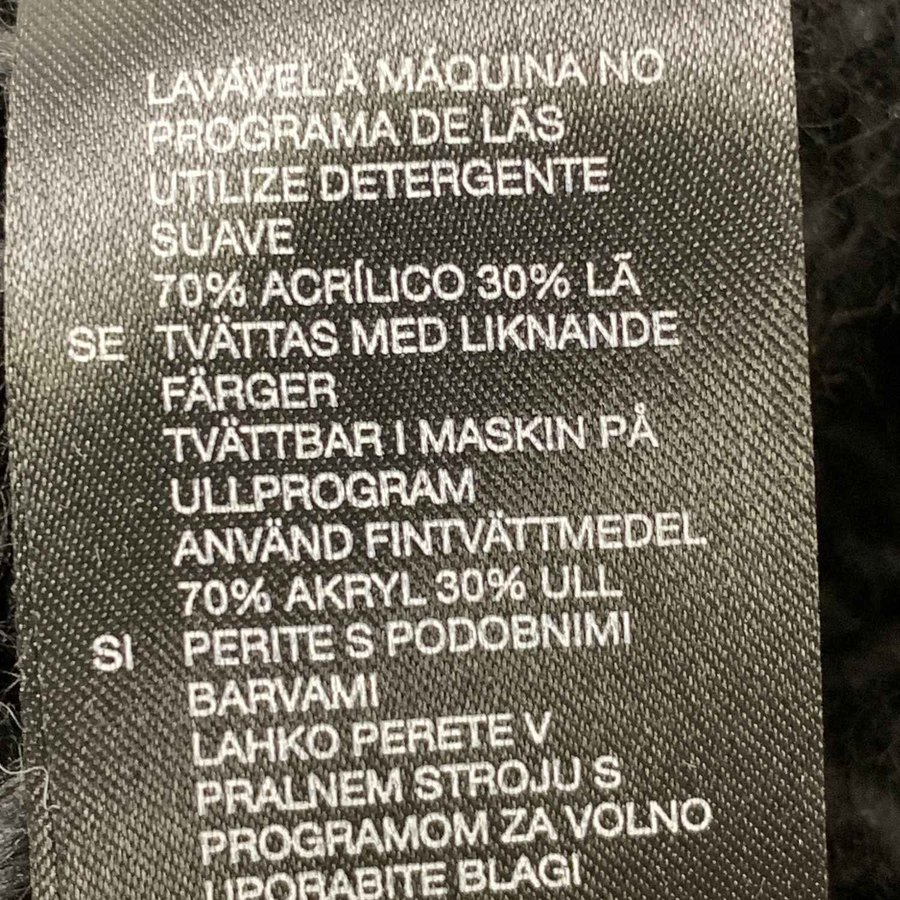 LAVÁVEL À MÁQUINA NO
PROGRAMA DE LÃS
UTILIZE DETERGENTE
SUAVE
70% ACRÍLICO 30% LÃ
SE TVÄTTAS MED LIKNANDE
FÄRGER
TVÄTTBAR I MASKIN PÅ
ULLPROGRAM
ANVÄND FINTVÄTTMEDEL
70% AKRYL 30% ULL
SI PERITE S PODOBNIMI
BARVAMI
LAHKO PERETE V
PRALNEM STROJU S
PROGRAMOM ZA VOLNO
UPORABITE BLAGI